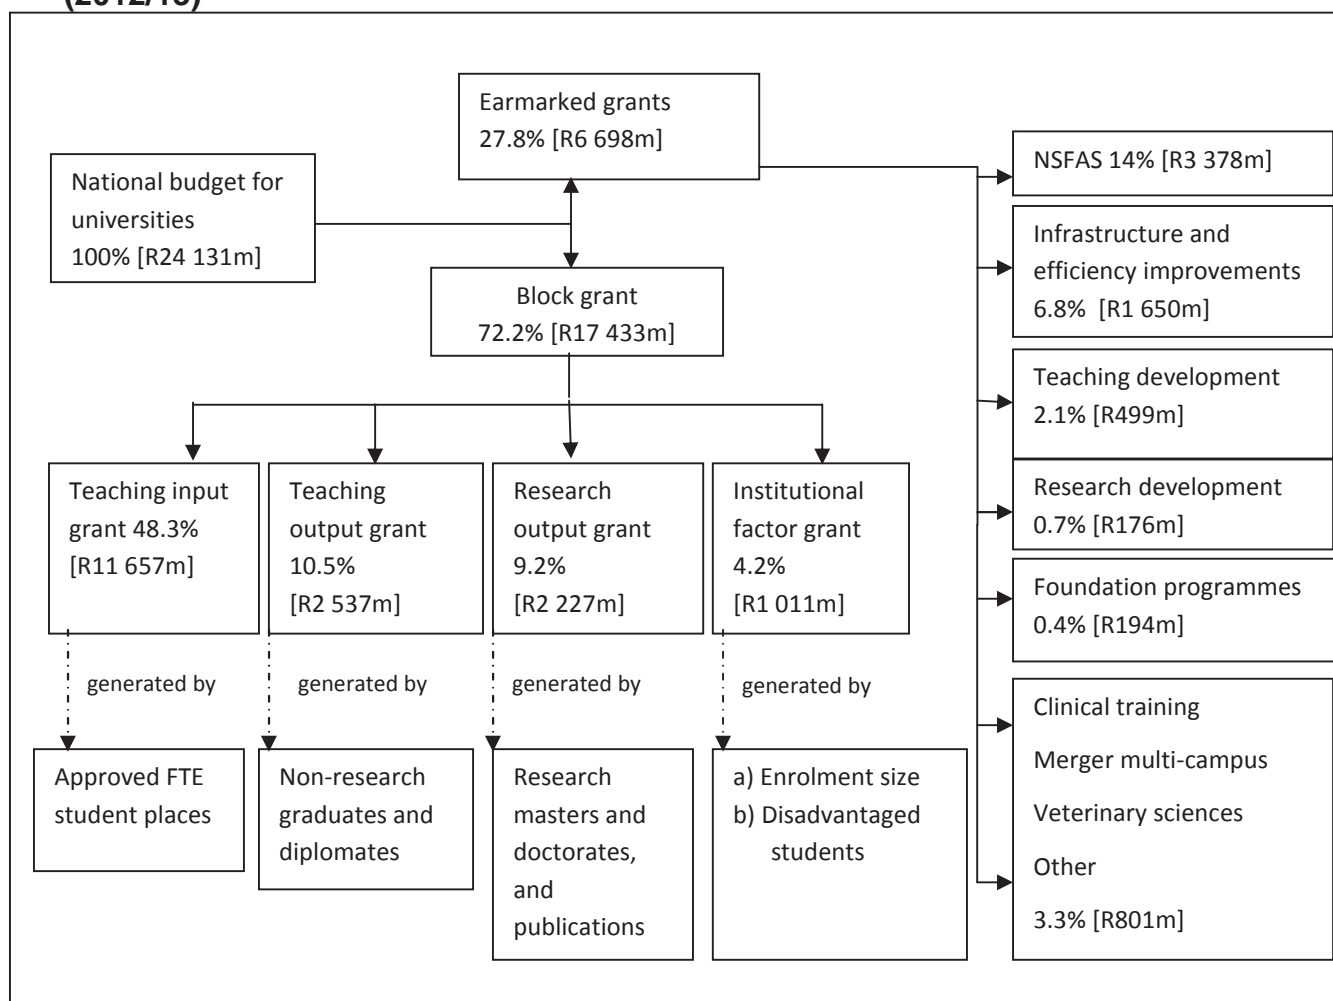 (2012/13)
Earmarked grants
27.8% [R6 698m]
National budget for
universities
100% [R24 131m]
Block grant
72.2% [R17 433m]
NSFAS 14% [R3 378m]
Infrastructure and
efficiency improvements
6.8%  [R1 650m]
Teaching development
2.1% [R499m]
Research development
0.7% [R176m]
Foundation programmes
0.4% [R194m]
Clinical training
Merger multi-campus
Veterinary sciences
Other
3.3% [R801m]
Teaching input
grant 48.3%
[R11 657m]
Teaching
output grant
10.5%
[R2 537m]
Research
output grant
9.2%
[R2 227m]
Institutional
factor grant
4.2%
[R1 011m]
generated by
generated by
generated by
generated by
Approved FTE
student places
Non-research
graduates and
diplomates
Research
masters and
doctorates,
and
publications
a) Enrolment size
b) Disadvantaged
students